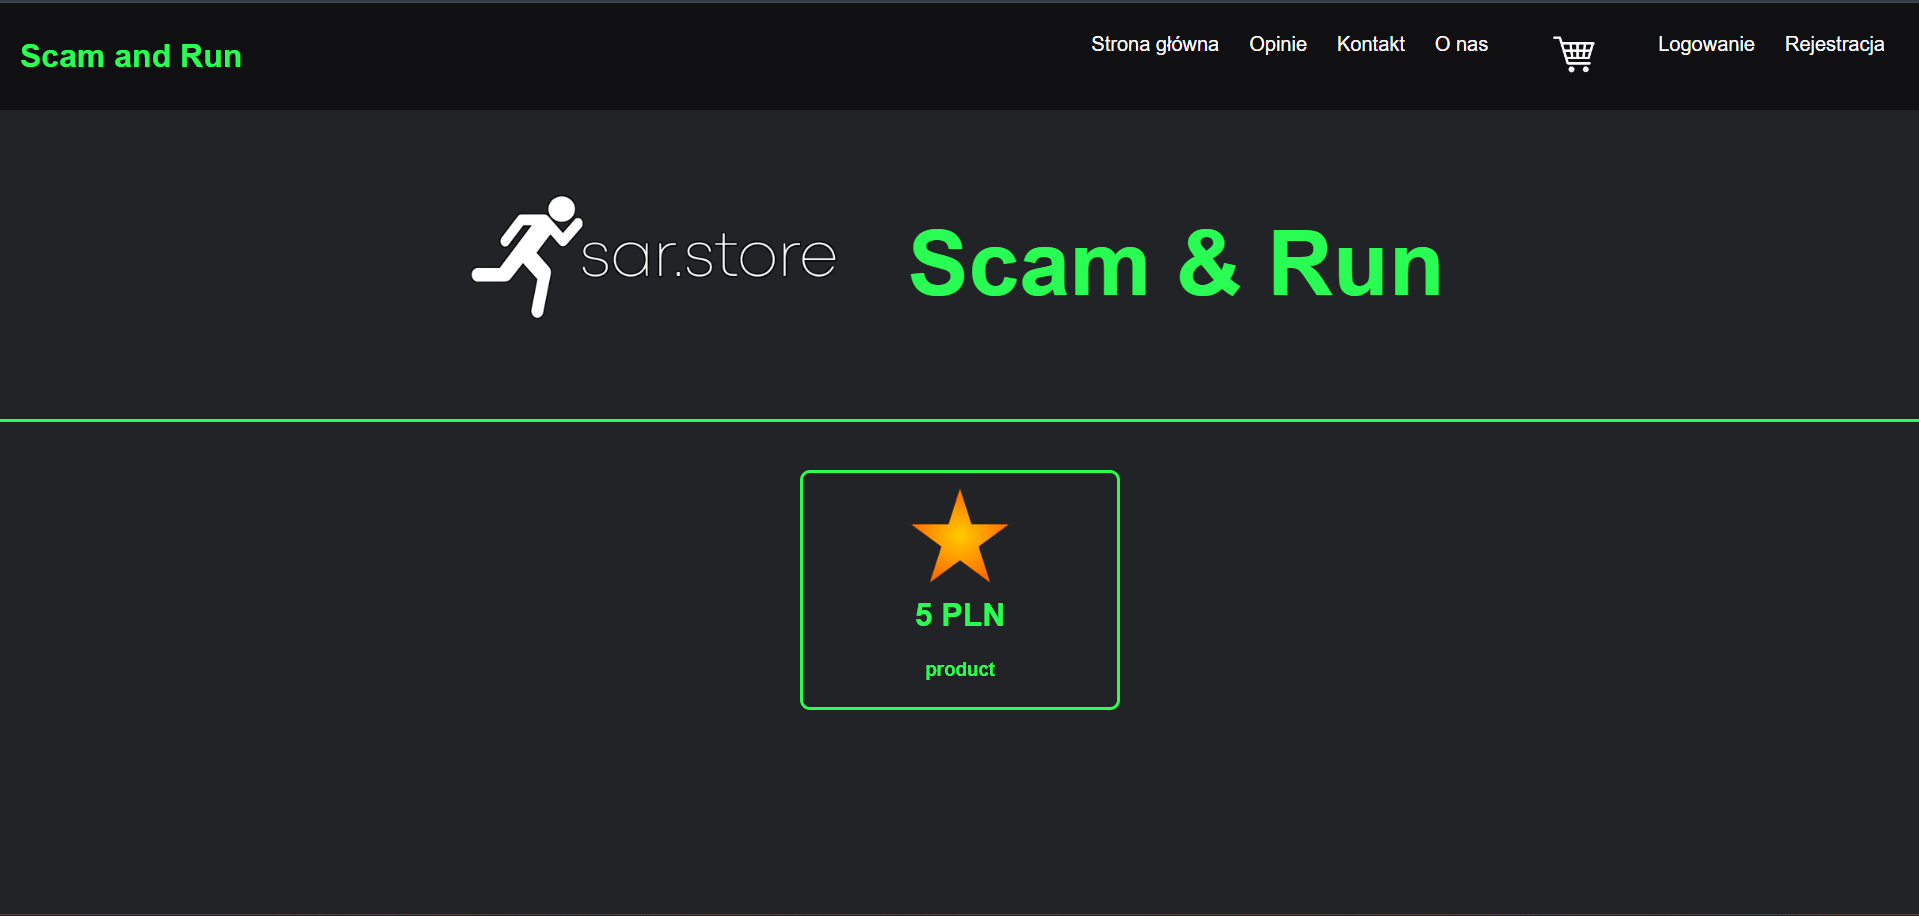 Scam and Run
Strona główna Opinie Kontakt O nas Logowanie Rejestracja
sar.store
Scam & Run
5 PLN
product